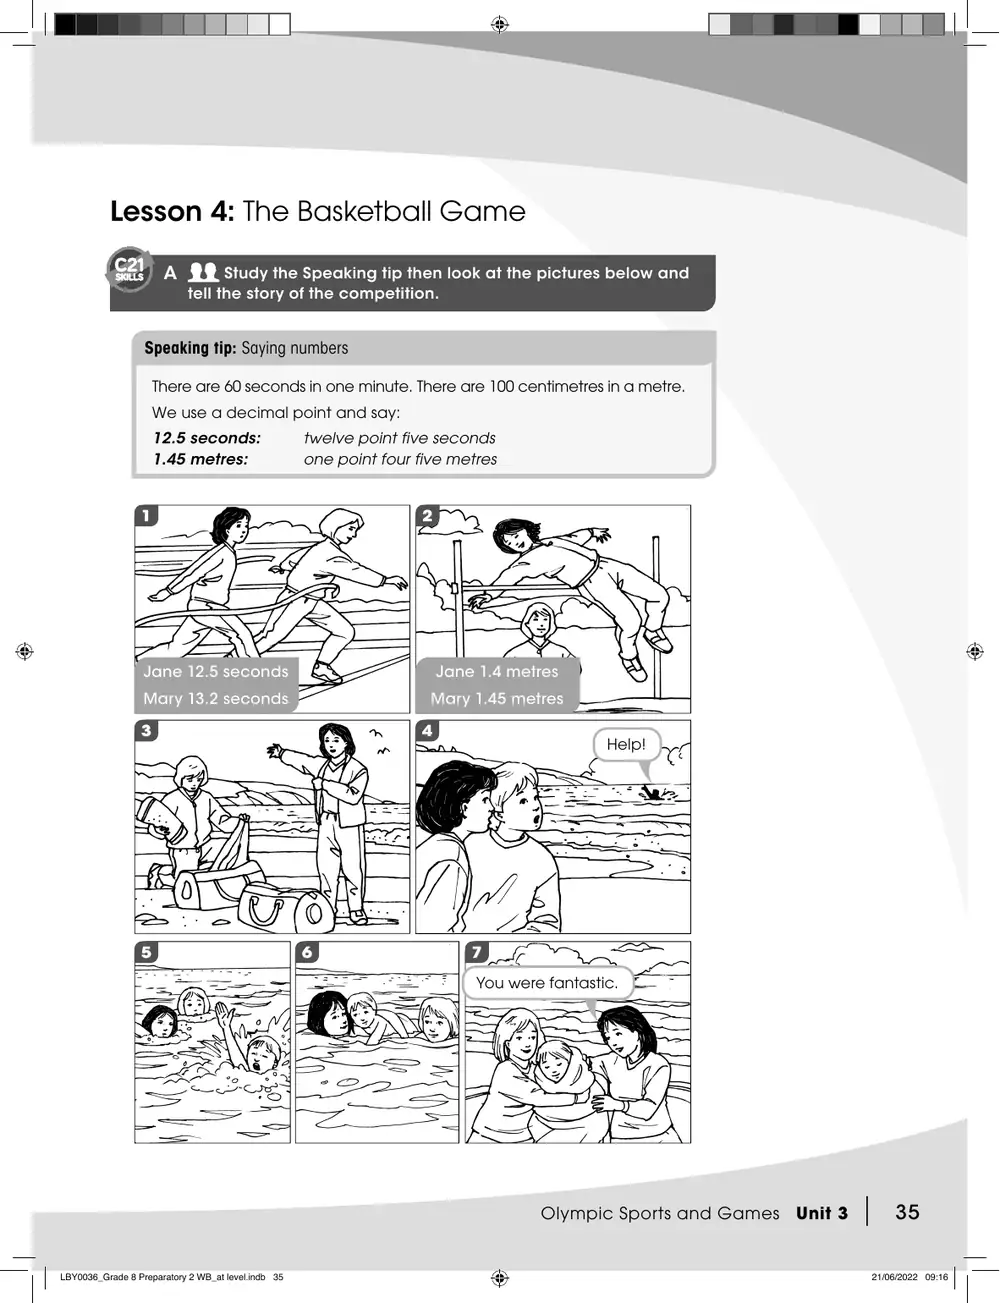 Lesson 4: The Basketball Game
C21
SKILLS
A Study the Speaking tip then look at the pictures below and
tell the story of the competition.
Speaking tip: Saying numbers
There are 60 seconds in one minute. There are 100 centimetres in a metre.
We use a decimal point and say:
12.5 seconds: twelve point five seconds
1.45 metres: one point four five metres
1
Jane 12.5 seconds
Mary 13.2 seconds
2
Jane 1.4 metres
Mary 1.45 metres
3
4
Help!
5
6
7
You were fantastic.
Olympic Sports and Games Unit 3 35
LBY0036_Grade 8 Preparatory 2 WB_at level.indb 35
21/06/2022 09:16